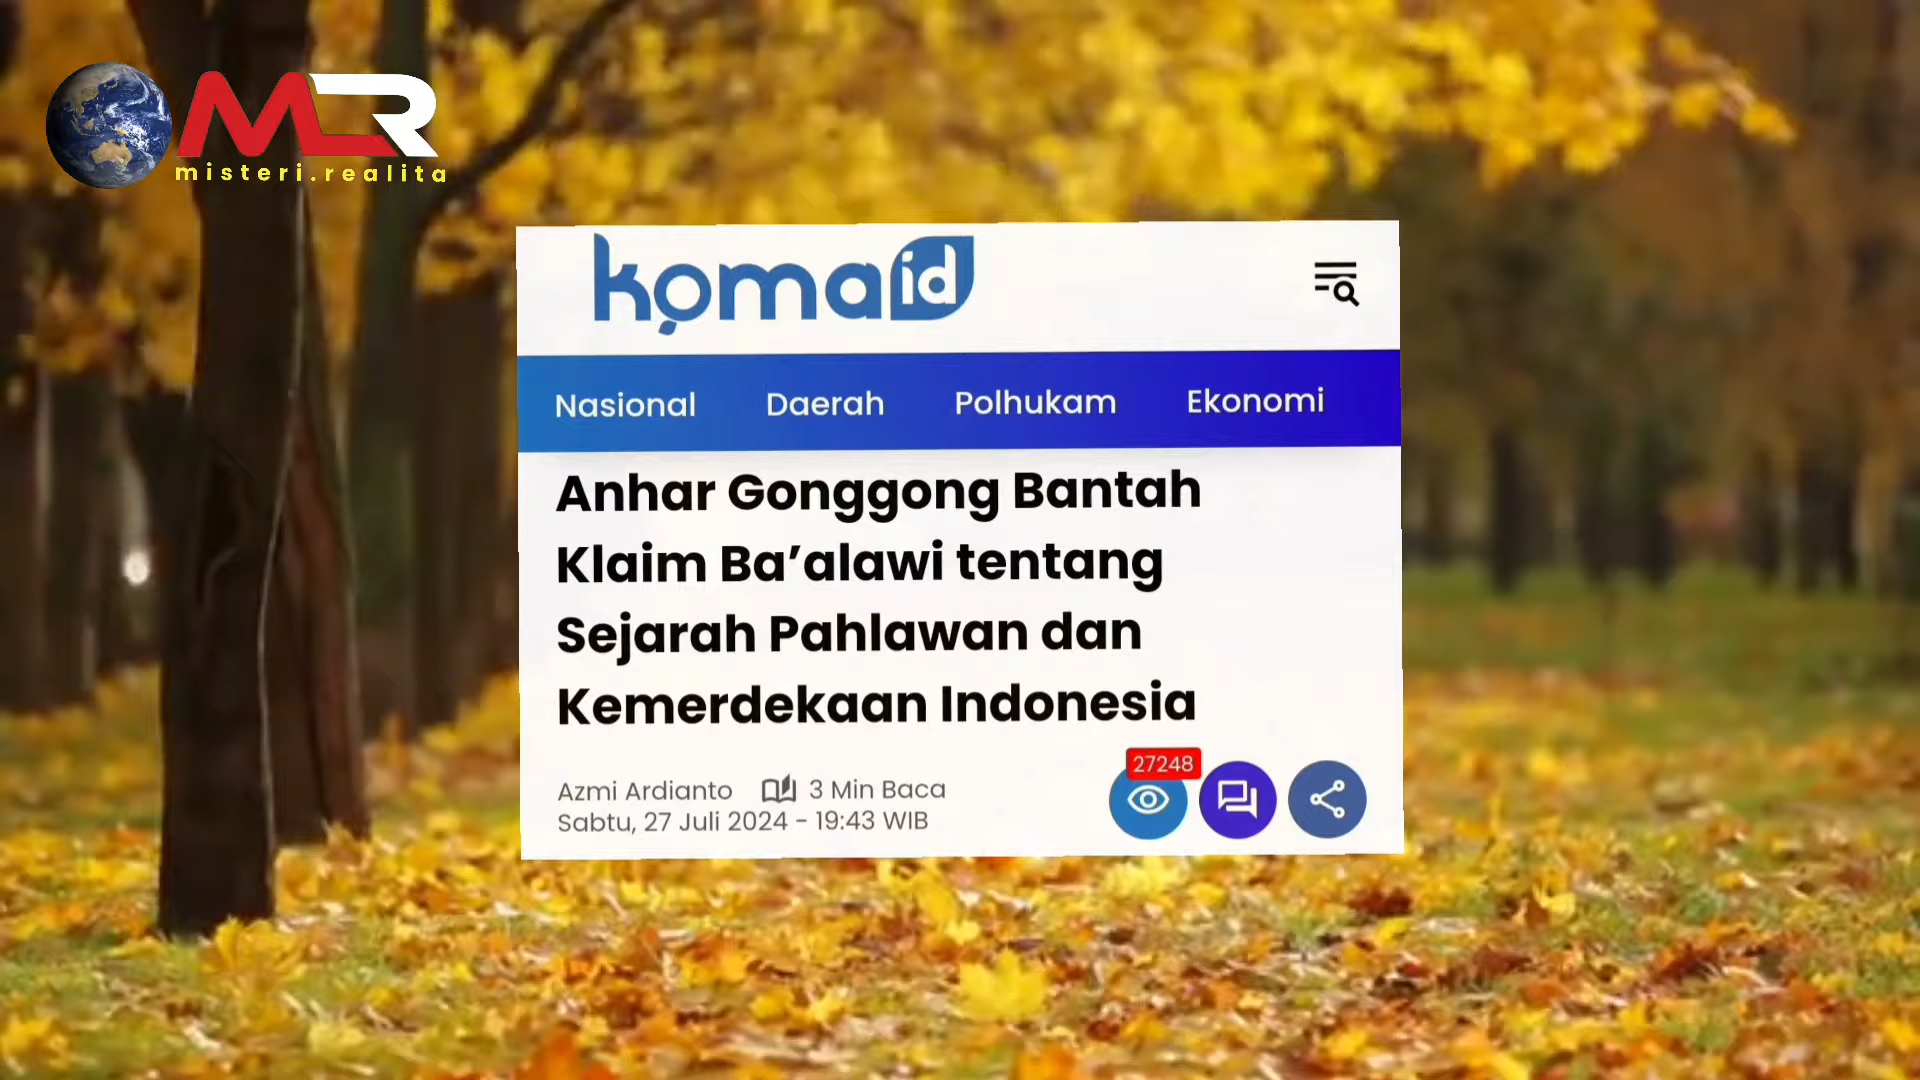 MR
misteri.realita
komaid
Nasional Daerah Polhukam Ekonomi
Anhar Gonggong Bantah
Klaim Ba’alawi tentang
Sejarah Pahlawan dan
Kemerdekaan Indonesia
27248
Azmi Ardianto 3 Min Baca
Sabtu, 27 Juli 2024 - 19:43 WIB